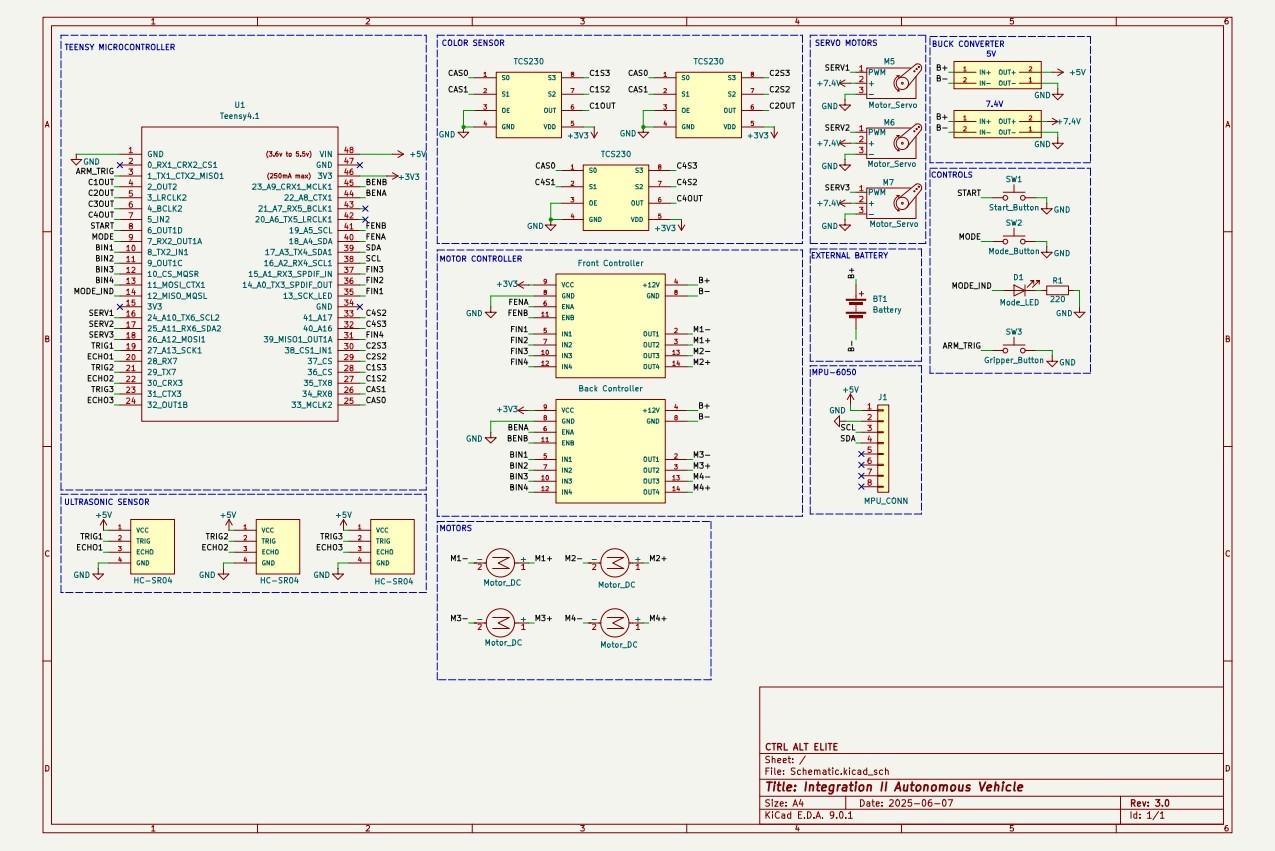 1 2 3 4 5 6
A
B
C
D
TEENSY MICROCONTROLLER
U1
Teensy4.1
GND
ARM_TRIG
C1OUT
C2OUT
C3OUT
C4OUT
START
MODE
BIN1
BIN2
BIN3
BIN4
MODE_IND
SERV1
SERV2
SERV3
TRIG1
ECHO1
TRIG2
ECHO2
TRIG3
ECHO3
1 GND
2 0_RX1_CRX2_CS1
3 1_TX1_CTX2_MISO1
4 2_OUT2
5 3_LRCLK2
6 4_BCLK2
7 5_IN2
8 6_OUT1D
9 7_RX2_OUT1A
10 8_TX2_IN1
11 9_OUT1C
12 10_CS_MQSR
13 11_MOSI_CTX1
14 12_MISO_MQSL
15 3V3
16 24_A10_TX6_SCL2
17 25_A11_RX6_SDA2
18 26_A12_MOSI1
19 27_A13_SCK1
20 28_RX7
21 29_TX7
22 30_CRX3
23 31_CTX3
24 32_OUT1B
(3.6v to 5.5v) VIN 48 +5V
GND 47
(250mA max) 3V3 46 +3V3
23_A9_CRX1_MCLK1 45 BENB
22_A8_CTX1 44 BENA
21_A7_RX5_BCLK1 43
20_A6_TX5_LRCLK1 42
19_A5_SCL 41 FENB
18_A4_SDA 40 FENA
17_A3_TX4_SDA1 39 SDA
16_A2_RX4_SCL1 38 SCL
15_A1_RX3_SPDIF_IN 37 FIN3
14_A0_TX3_SPDIF_OUT 36 FIN2
13_SCK_LED 35 FIN1
GND 34
41_A17 33 C4S2
40_A16 32 C4S3
39_MISO1_OUT1A 31 FIN4
38_CS1_IN1 30 C2S3
37_CS 29 C2S2
36_CS 28 C1S3
35_TX8 27 C1S2
34_RX8 26 CAS1
33_MCLK2 25 CAS0
ULTRASONIC SENSOR
+5V
TRIG1
ECHO1
GND
1 VCC
2 TRIG
3 ECHO
4 GND
HC-SR04
+5V
TRIG2
ECHO2
GND
1 VCC
2 TRIG
3 ECHO
4 GND
HC-SR04
+5V
TRIG3
ECHO3
GND
1 VCC
2 TRIG
3 ECHO
4 GND
HC-SR04
COLOR SENSOR
TCS230
CAS0 1 S0 S3 8 C1S3
CAS1 2 S1 S2 7 C1S2
3 OE OUT 6 C1OUT
GND 4 GND VDD 5 +3V3
TCS230
CAS0 1 S0 S3 8 C2S3
CAS1 2 S1 S2 7 C2S2
3 OE OUT 6 C2OUT
GND 4 GND VDD 5 +3V3
TCS230
CAS0 1 S0 S3 8 C4S3
C4S1 2 S1 S2 7 C4S2
3 OE OUT 6 C4OUT
GND 4 GND VDD 5 +3V3
MOTOR CONTROLLER
Front Controller
+3V3 9 VCC +12V 4 B+
GND 8 GND GND 8 B-
FENA 6 ENA
FENB 11 ENB
FIN1 5 IN1 OUT1 2 M1-
FIN2 7 IN2 OUT2 3 M1+
FIN3 10 IN3 OUT3 13 M2-
FIN4 12 IN4 OUT4 14 M2+
Back Controller
+3V3 9 VCC +12V 4 B+
GND 8 GND GND 8 B-
BENA 6 ENA
BENB 11 ENB
BIN1 5 IN1 OUT1 2 M3-
BIN2 7 IN2 OUT2 3 M3+
BIN3 10 IN3 OUT3 13 M4-
BIN4 12 IN4 OUT4 14 M4+
MOTORS
M1- 2 - + 1 M1+
Motor_DC
M2- 2 - + 1 M2+
Motor_DC
M3- 2 - + 1 M3+
Motor_DC
M4- 2 - + 1 M4+
Motor_DC
SERVO MOTORS
M5
SERV1 1 PWM
+7.4V 2 +
GND 3 -
Motor_Servo
M6
SERV2 1 PWM
+7.4V 2 +
GND 3 -
Motor_Servo
M7
SERV3 1 PWM
+7.4V 2 +
GND 3 -
Motor_Servo
EXTERNAL BATTERY
B+
+
BT1
Battery
B-
MPU-6050
+5V
J1
GND
SCL
SDA
1
2
3
4
5
6
7
8
MPU_CONN
BUCK CONVERTER
5V
B+ 1 IN+ OUT+ 2 +5V
B- 2 IN- OUT- 1 GND
7.4V
B+ 1 IN+ OUT+ 2 +7.4V
B- 2 IN- OUT- 1 GND
CONTROLS
SW1
START
Start_Button
GND
SW2
MODE
Mode_Button
GND
D1 R1
MODE_IND
Mode_LED 220
GND
SW3
ARM_TRIG
Gripper_Button
GND
A
B
C
D
CTRL ALT ELITE
Sheet: /
File: Schematic.kicad_sch
Title: Integration II Autonomous Vehicle
Size: A4 Date: 2025-06-07 Rev: 3.0
KiCad E.D.A. 9.0.1 Id: 1/1
1 2 3 4 5 6